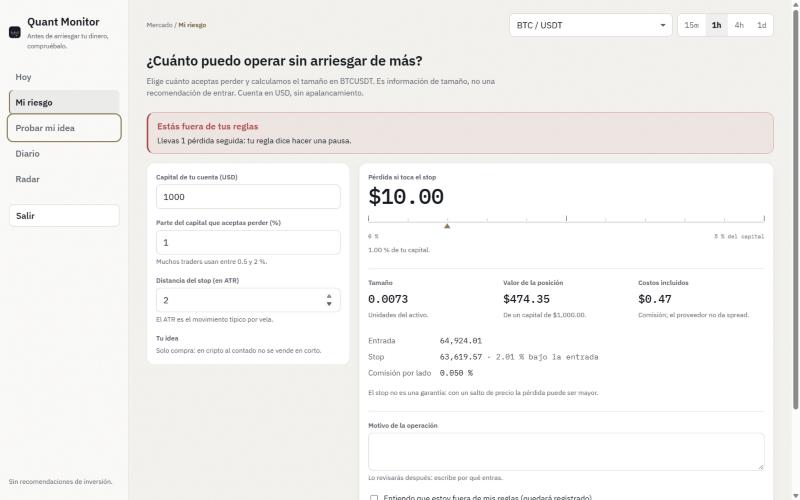 Quant Monitor
Antes de arriesgar tu dinero,
compruébalo.
Hoy
Mi riesgo
Probar mi idea
Diario
Radar
Salir
Sin recomendaciones de inversión.
Mercado / Mi riesgo
BTC / USDT
15m 1h 4h 1d
¿Cuánto puedo operar sin arriesgar de más?
Elige cuánto aceptas perder y calculamos el tamaño en BTCUSDT. Es información de tamaño, no una
recomendación de entrar. Cuenta en USD, sin apalancamiento.
Estás fuera de tus reglas
Llevas 1 pérdida seguida: tu regla dice hacer una pausa.
Capital de tu cuenta (USD)
1000
Parte del capital que aceptas perder (%)
1
Muchos traders usan entre 0.5 y 2 %.
Distancia del stop (en ATR)
2
El ATR es el movimiento típico por vela.
Tu idea
Solo compra: en cripto al contado no se vende en corto.
Pérdida si toca el stop
$10.00
0 % 5 % del capital
1.00 % de tu capital.
Tamaño Valor de la posición Costos incluidos
0.0073 $474.35 $0.47
Unidades del activo. De un capital de $1,000.00. Comisión; el proveedor no da spread.
Entrada 64,924.01
Stop 63,619.57 · 2.01 % bajo la entrada
Comisión por lado 0.050 %
El stop no es una garantía: con un salto de precio la pérdida puede ser mayor.
Motivo de la operación
Lo revisarás después: escribe por qué entras.
Entiendo que estoy fuera de mis reglas (quedará registrado)